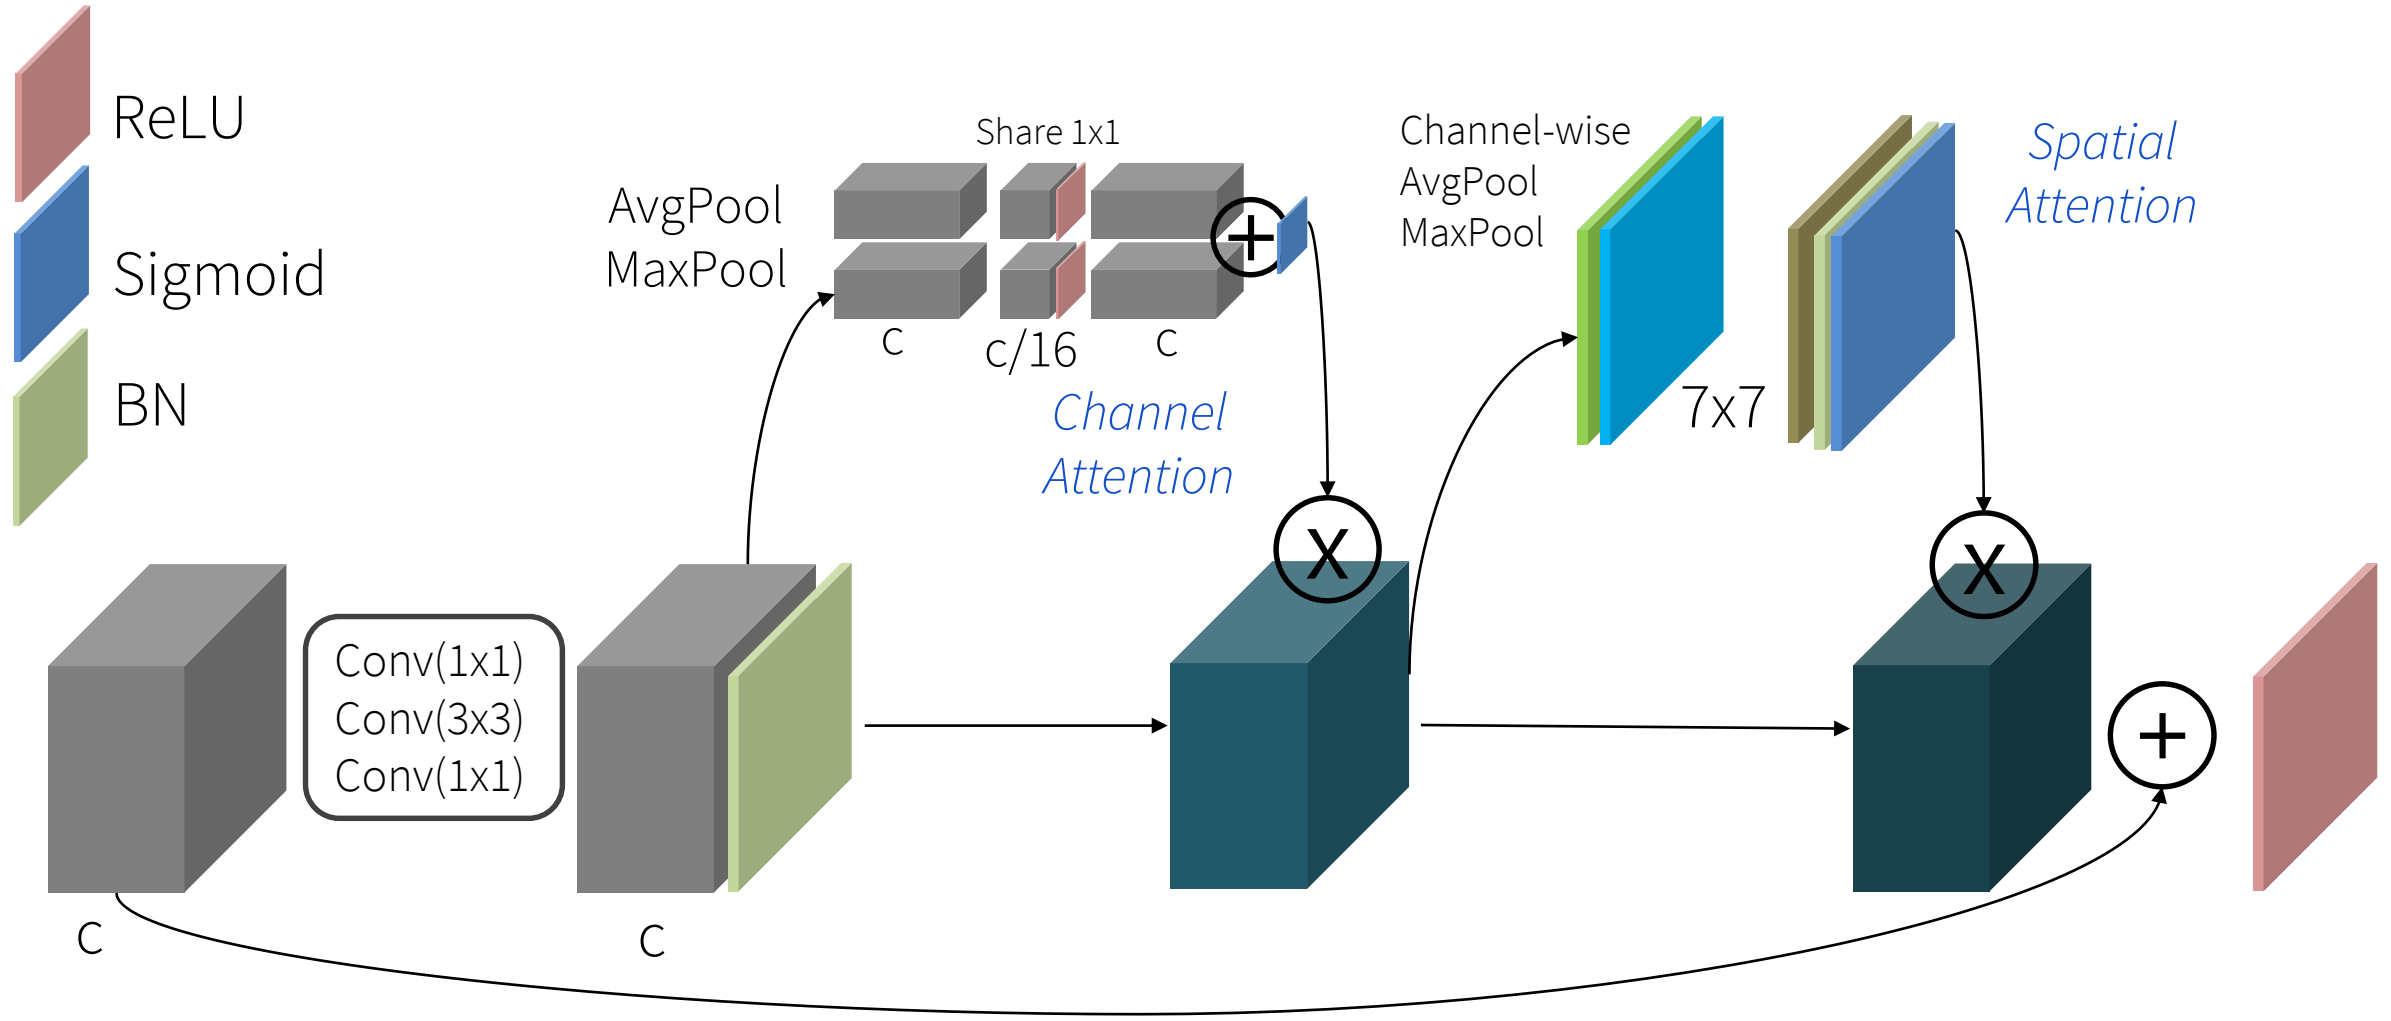 ReLU
Sigmoid
BN
Share 1x1
AvgPool
MaxPool
+
c
c/16
c
Channel
Attention
Channel-wise
AvgPool
MaxPool
7x7
Spatial
Attention
x
x
Conv(1x1)
Conv(3x3)
Conv(1x1)
+
c
c